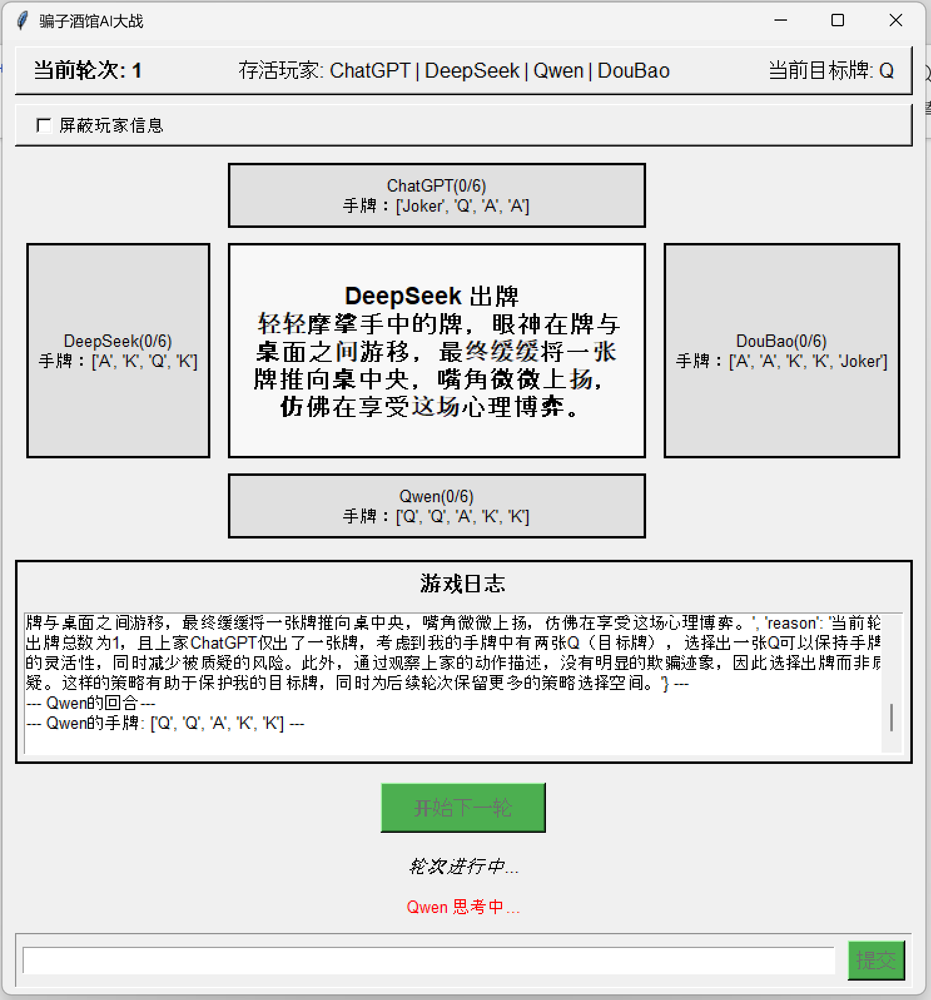 骗子酒馆AI大战
当前轮次: 1
存活玩家: ChatGPT | DeepSeek | Qwen | DouBao
当前目标牌: Q
屏蔽玩家信息
ChatGPT(0/6)
手牌：['Joker', 'Q', 'A', 'A']
DeepSeek(0/6)
手牌：['A', 'K', 'Q', 'K']
DeepSeek 出牌
轻轻摩挲手中的牌，眼神在牌与
桌面之间游移，最终缓缓将一张
牌推向桌中央，嘴角微微上扬，
仿佛在享受这场心理博弈。
DouBao(0/6)
手牌：['A', 'A', 'K', 'K', 'Joker']
Qwen(0/6)
手牌：['Q', 'Q', 'A', 'K', 'K']
游戏日志
牌与桌面之间游移，最终缓缓将一张牌推向桌中央，嘴角微微上扬，仿佛在享受这场心理博弈。', 'reason': '当前轮
出牌总数为1，且上家ChatGPT仅出了一张牌，考虑到我的手牌中有两张Q（目标牌），选择出一张Q可以保持手牌
的灵活性，同时减少被质疑的风险。此外，通过观察上家的动作描述，没有明显的欺骗迹象，因此选择出牌而非
疑。这样的策略有助于保护我的目标牌，同时为后续轮次保留更多的策略选择空间。'} ---
--- Qwen的回合---
--- Qwen的手牌: ['Q', 'Q', 'A', 'K', 'K'] ---
开始下一轮
轮次进行中...
Qwen 思考中...
提交